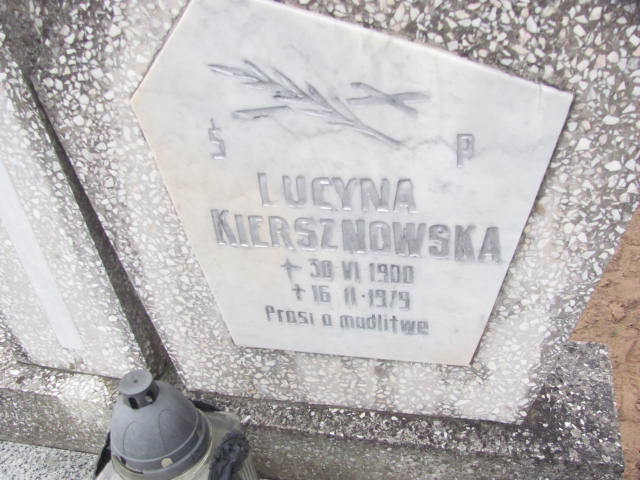 Ś P
LUCYNA
KIERSZNOWSKA
30 VI 1900
† 16 II 1979
Prosi o modlitwę